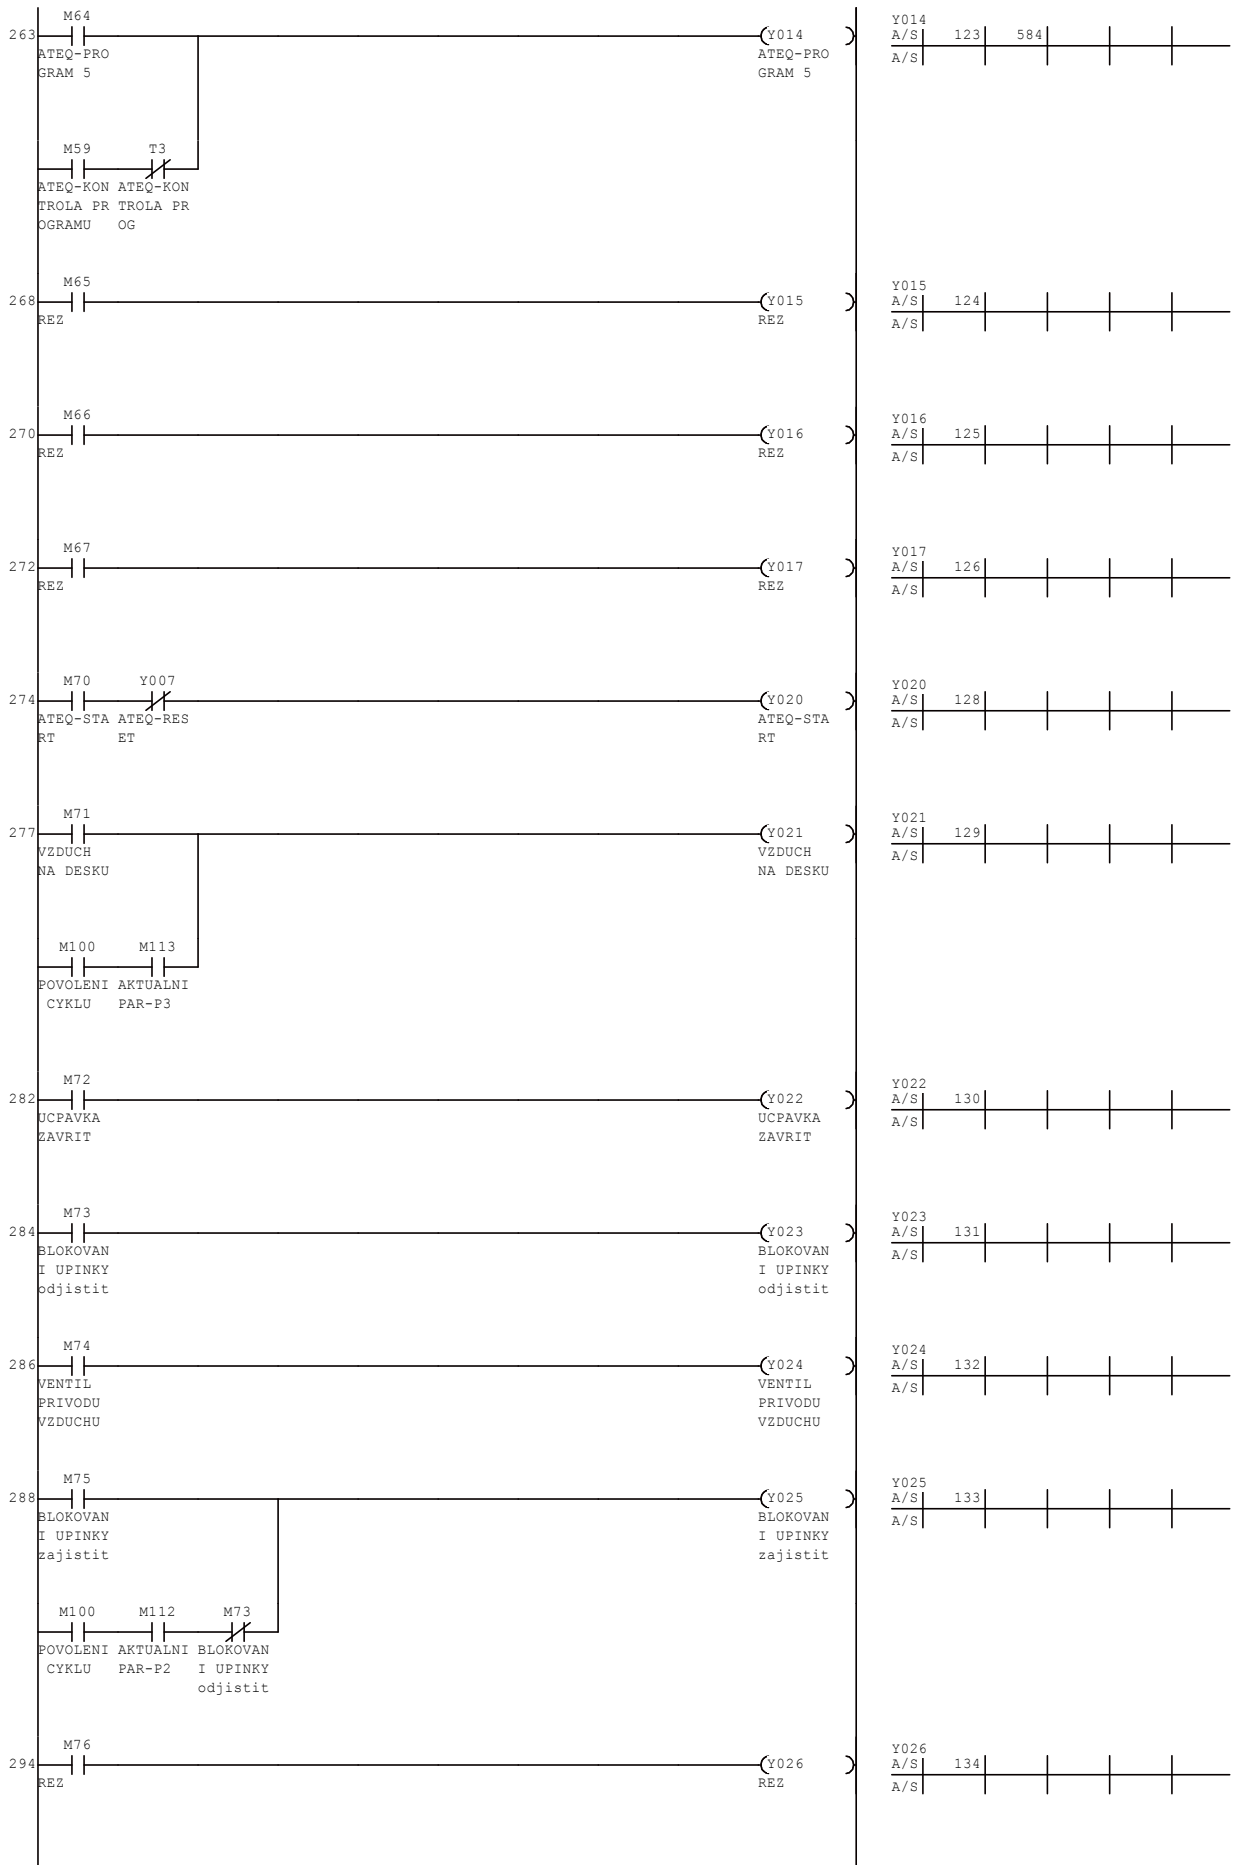 M64 Y014
263 Y014 A/S 123 584
ATEQ-PRO ATEQ-PRO A/S
GRAM 5 GRAM 5
M59 T3
ATEQ-KON ATEQ-KON
TROLA PR TROLA PR
OGRAMU OG
M65 Y015
268 Y015 A/S 124
REZ REZ A/S
M66 Y016
270 Y016 A/S 125
REZ REZ A/S
M67 Y017
272 Y017 A/S 126
REZ REZ A/S
M70 Y007 Y020
274 Y020 A/S 128
ATEQ-STA ATEQ-RES ATEQ-STA A/S
RT ET RT
M71 Y021
277 Y021 A/S 129
VZDUCH VZDUCH A/S
NA DESKU NA DESKU
M100 M113
POVOLENI AKTUALNI
CYKLU PAR-P3
M72 Y022
282 Y022 A/S 130
UCPAVKA UCPAVKA A/S
ZAVRIT ZAVRIT
M73 Y023
284 Y023 A/S 131
BLOKOVAN BLOKOVAN A/S
I UPINKY I UPINKY
odjistit odjistit
M74 Y024
286 Y024 A/S 132
VENTIL VENTIL A/S
PRIVODU PRIVODU
VZDUCHU VZDUCHU
M75 Y025
288 Y025 A/S 133
BLOKOVAN BLOKOVAN A/S
I UPINKY I UPINKY
zajistit zajistit
M100 M112 M73
POVOLENI AKTUALNI BLOKOVAN
CYKLU PAR-P2 I UPINKY
odjistit
M76 Y026
294 Y026 A/S 134
REZ REZ A/S